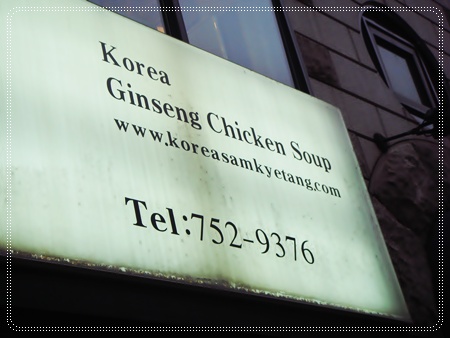 Korea
Ginseng Chicken Soup
www.koreasamkyetang.com
Tel:752-9376